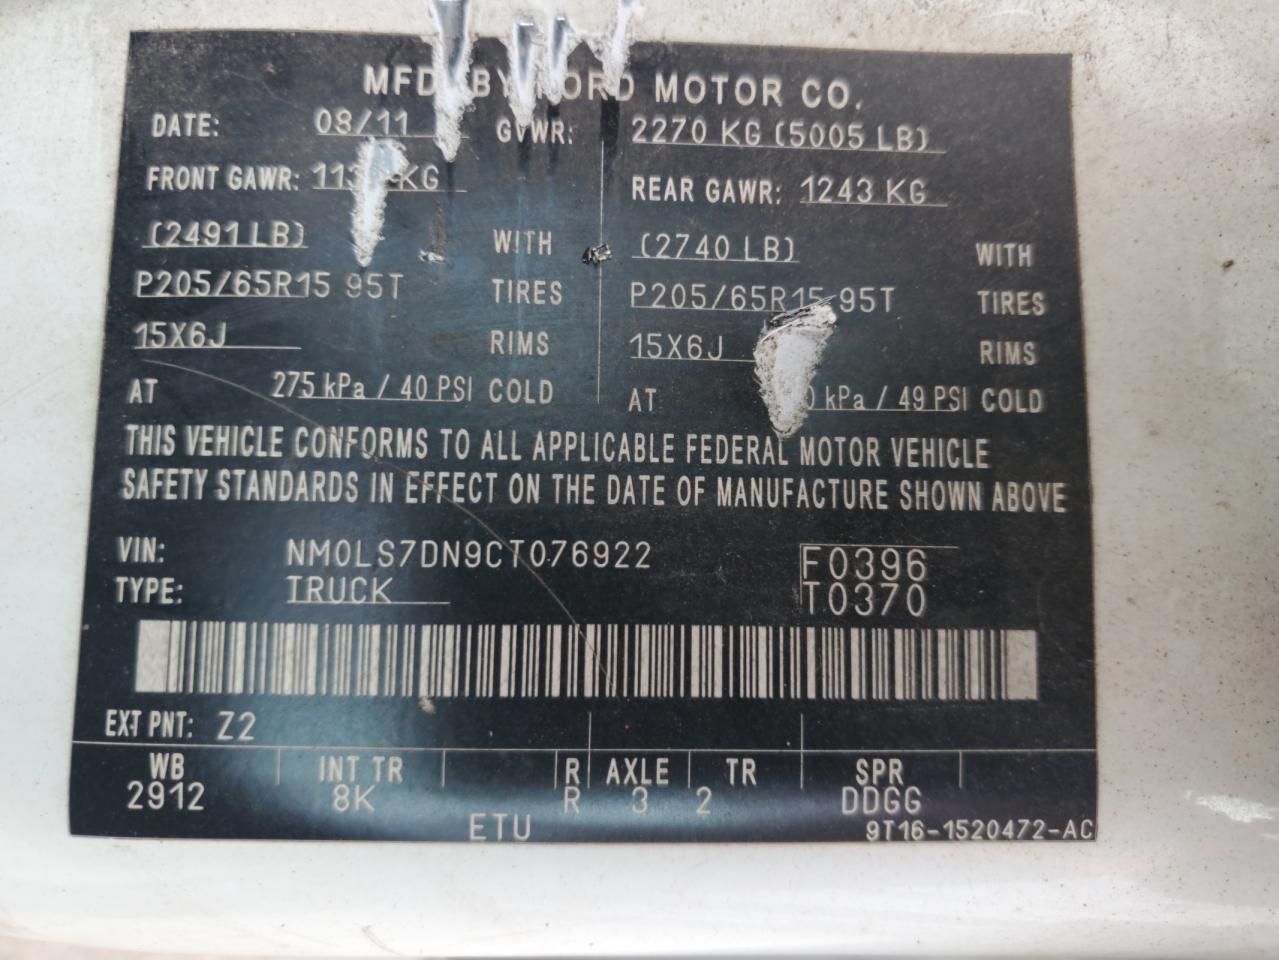 MFD. BY FORD MOTOR CO.
DATE: 08/11 GVWR: 2270 KG (5005 LB)
FRONT GAWR: KG REAR GAWR: 1243 KG
(2491 LB) WITH (2740 LB) WITH
P205/65R15 95T TIRES P205/65R15 95T TIRES
15X6J RIMS 15X6J RIMS
AT 275 kPa / 40 PSI COLD AT kPa / 49 PSI COLD
THIS VEHICLE CONFORMS TO ALL APPLICABLE FEDERAL MOTOR VEHICLE
SAFETY STANDARDS IN EFFECT ON THE DATE OF MANUFACTURE SHOWN ABOVE
VIN: NM0LS7DN9CT076922 F0396
TYPE: TRUCK T0370
EXT PNT: Z2
WB INT TR R AXLE TR SPR
2912 8K R 3 2 DDGG
ETU 9T16-1520472-AC